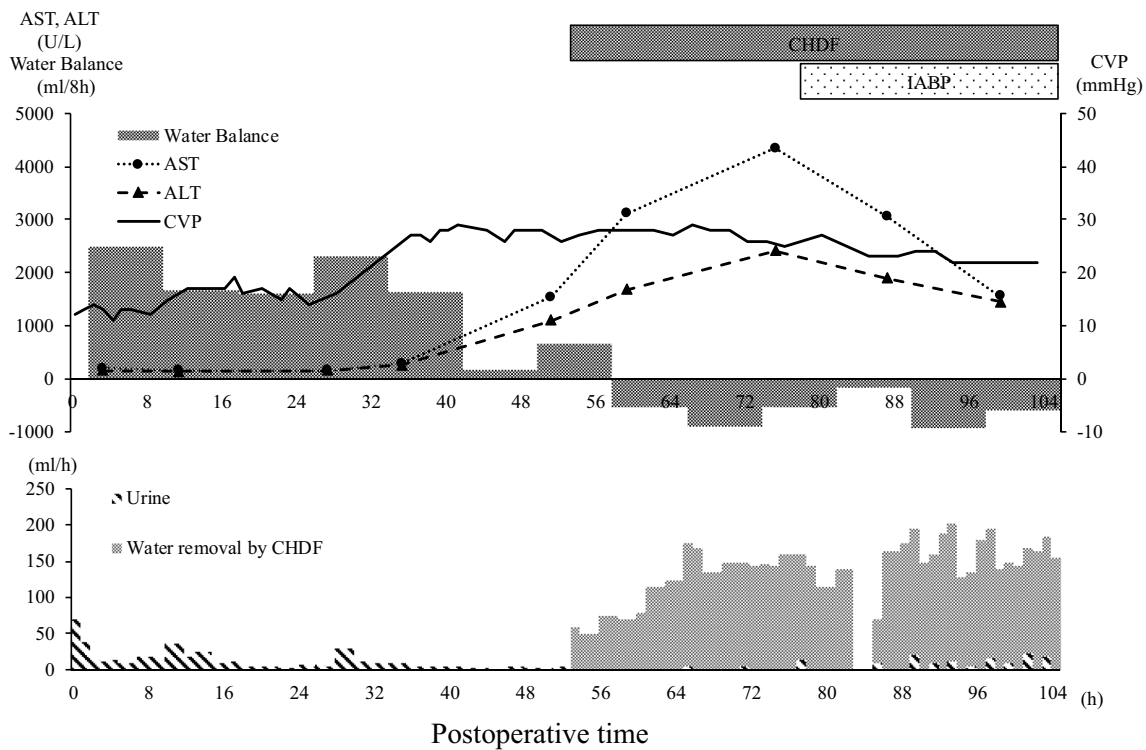 AST, ALT
(U/L)
Water Balance
(ml/8h)
CHDF
IABP
CVP
(mmHg)
5000
4000
3000
2000
1000
0
-1000
Water Balance
AST
ALT
CVP
50
40
30
20
10
0
-10
0 8 16 24 32 40 48 56 64 72 80 88 96 104
(ml/h)
250
200
150
100
50
0
Urine
Water removal by CHDF
0 8 16 24 32 40 48 56 64 72 80 88 96 104 (h)
Postoperative time